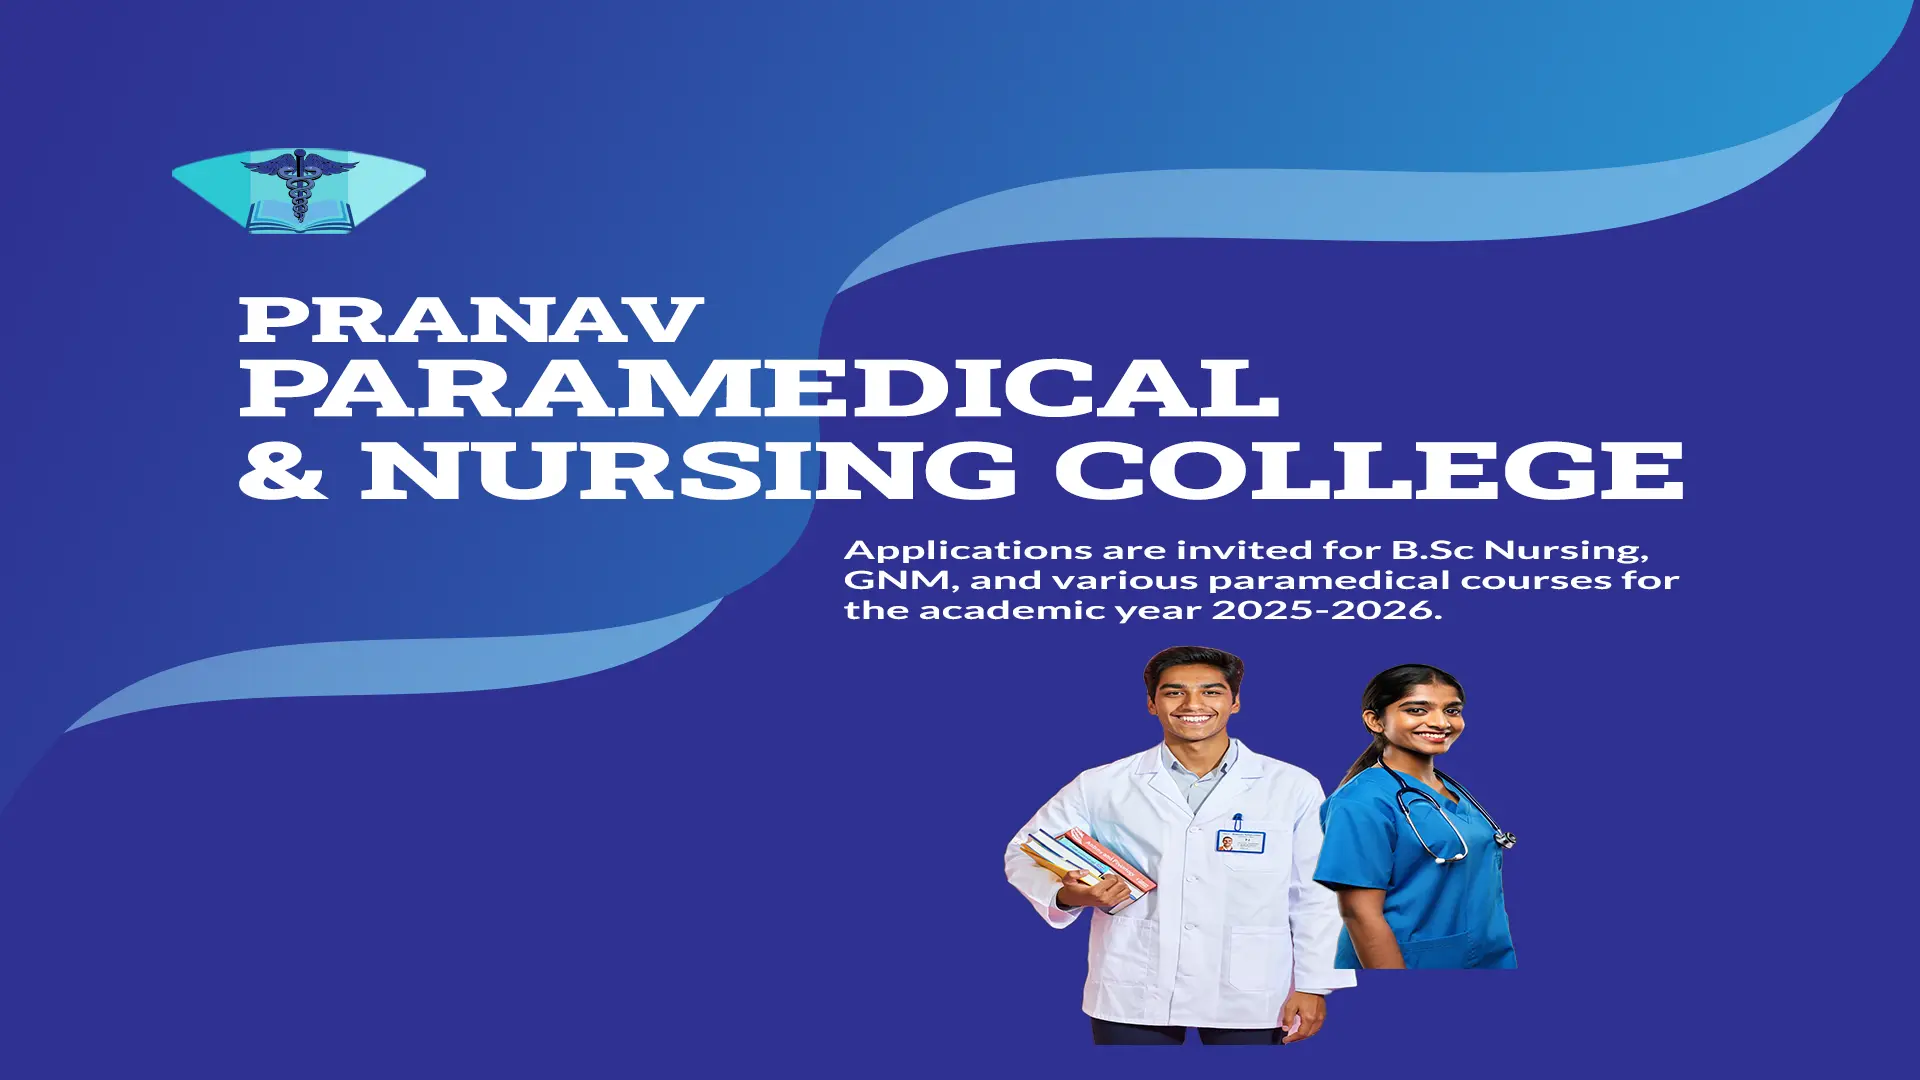 PRANAV
PARAMEDICAL
& NURSING COLLEGE
Applications are invited for B.Sc Nursing,
GNM, and various paramedical courses for
the academic year 2025-2026.